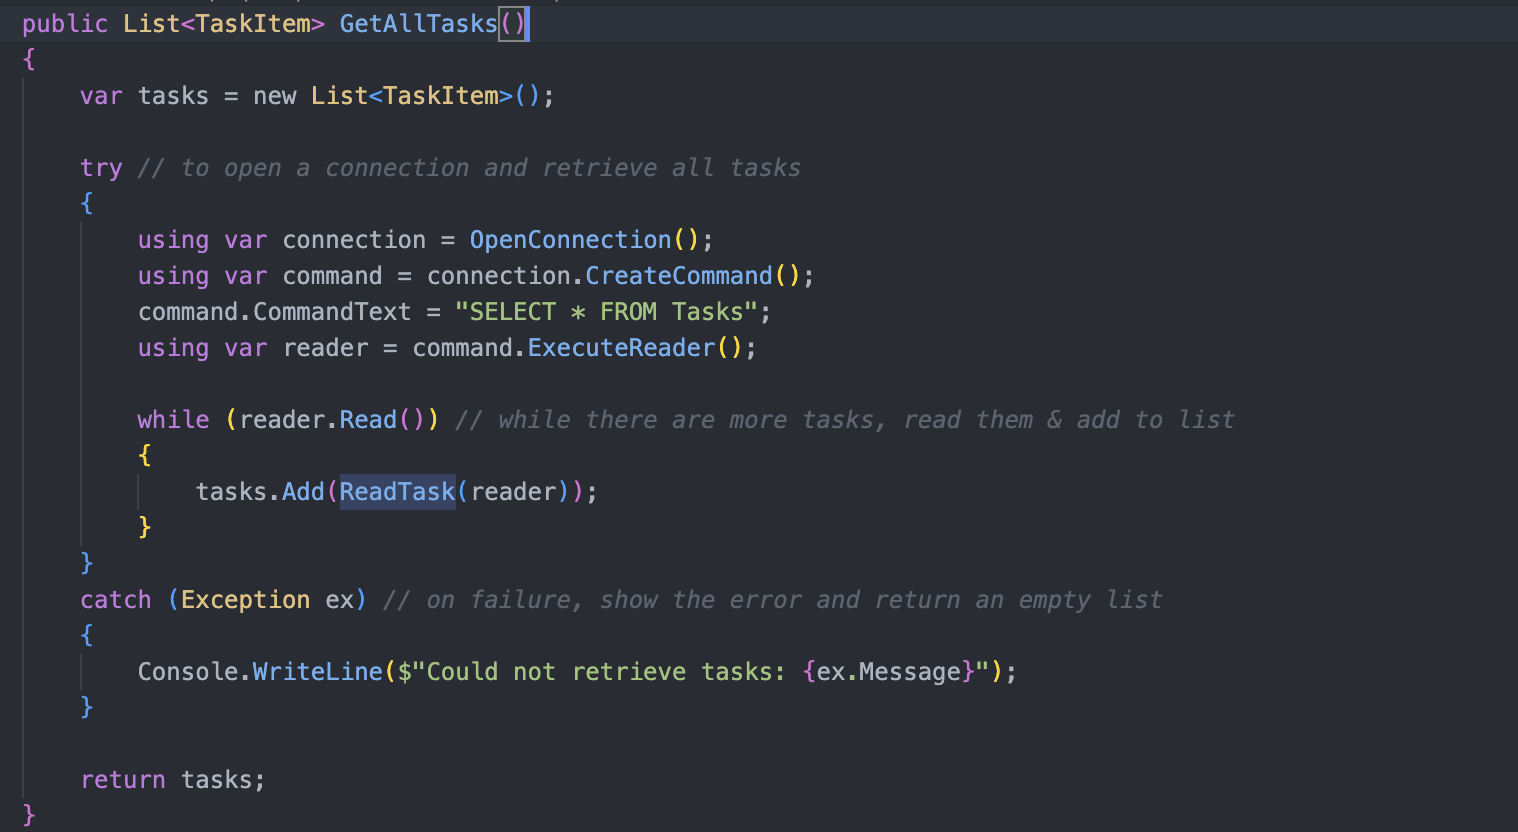 public List<TaskItem> GetAllTasks()
{
    var tasks = new List<TaskItem>();

    try // to open a connection and retrieve all tasks
    {
        using var connection = OpenConnection();
        using var command = connection.CreateCommand();
        command.CommandText = "SELECT * FROM Tasks";
        using var reader = command.ExecuteReader();

        while (reader.Read()) // while there are more tasks, read them & add to list
        {
            tasks.Add(ReadTask(reader));
        }
    }
    catch (Exception ex) // on failure, show the error and return an empty list
    {
        Console.WriteLine($"Could not retrieve tasks: {ex.Message}");
    }

    return tasks;
}